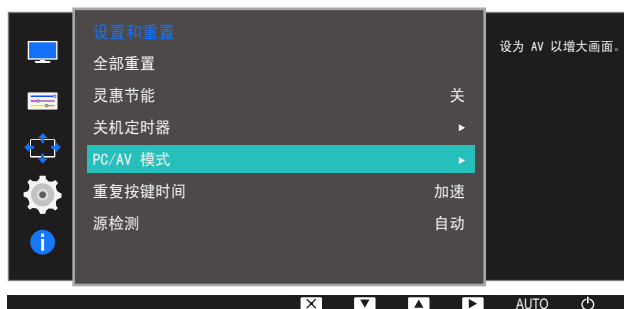 设置和重置
全部重置
灵惠节能 关
关机定时器
PC/AV 模式
重复按键时间 加速
源检测 自动
设为 AV 以增大画面。
AUTO